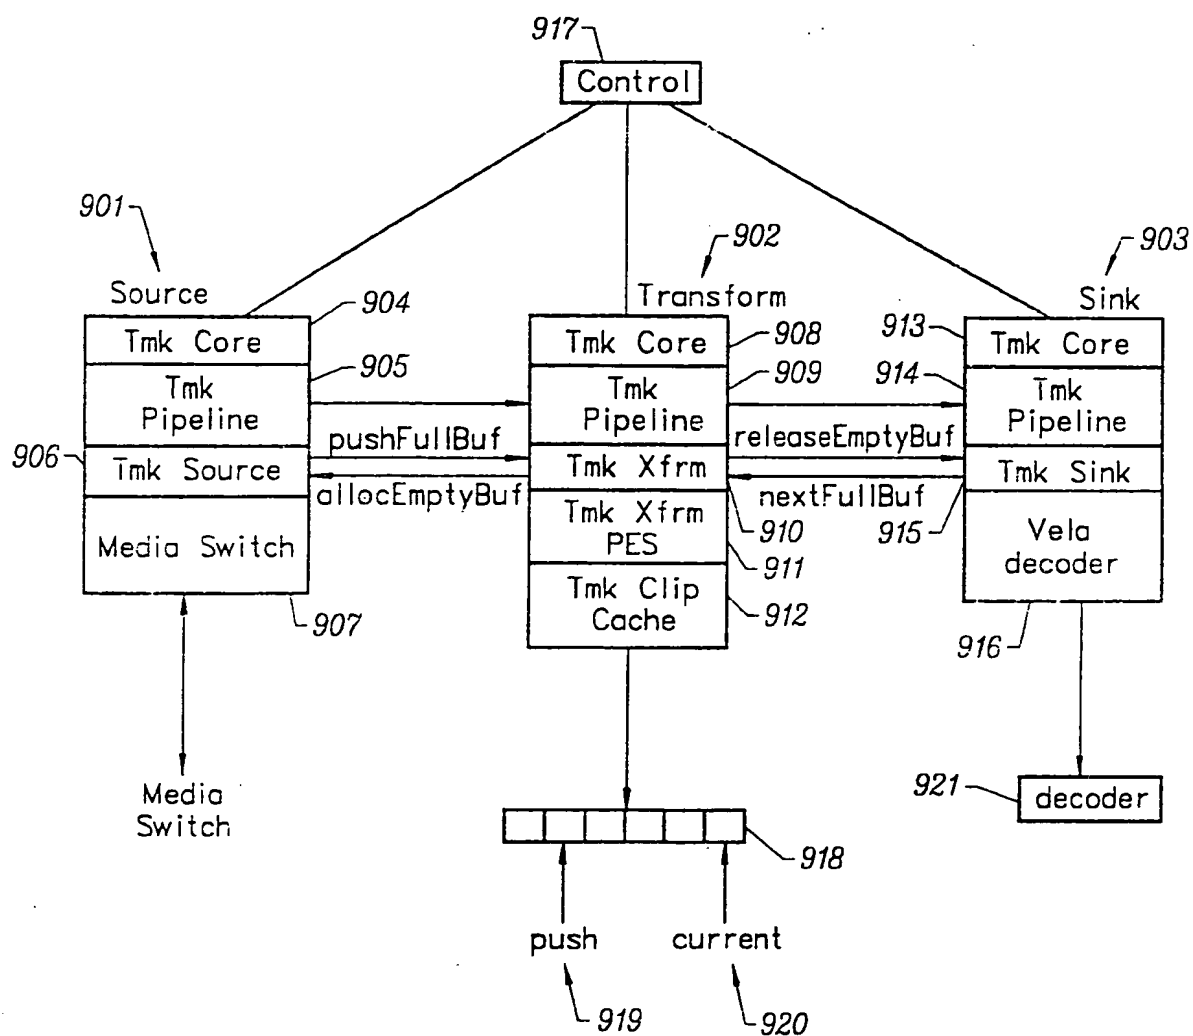 917
Control
901
902
903
Source
904
Transform
Sink
Tmk Core
Tmk Core
908
913
Tmk Core
905
Tmk
Pipeline
Tmk
Pipeline
909
914
Tmk
Pipeline
pushFullBuf
releaseEmptyBuf
906
Tmk Source
Tmk Xfrm
Tmk Sink
allocEmptyBuf
nextFullBuf
910
915
Media Switch
Tmk Xfrm
PES
911
Vela
decoder
907
Tmk Clip
Cache
912
916
Media
Switch
921
decoder
918
push
current
919
920